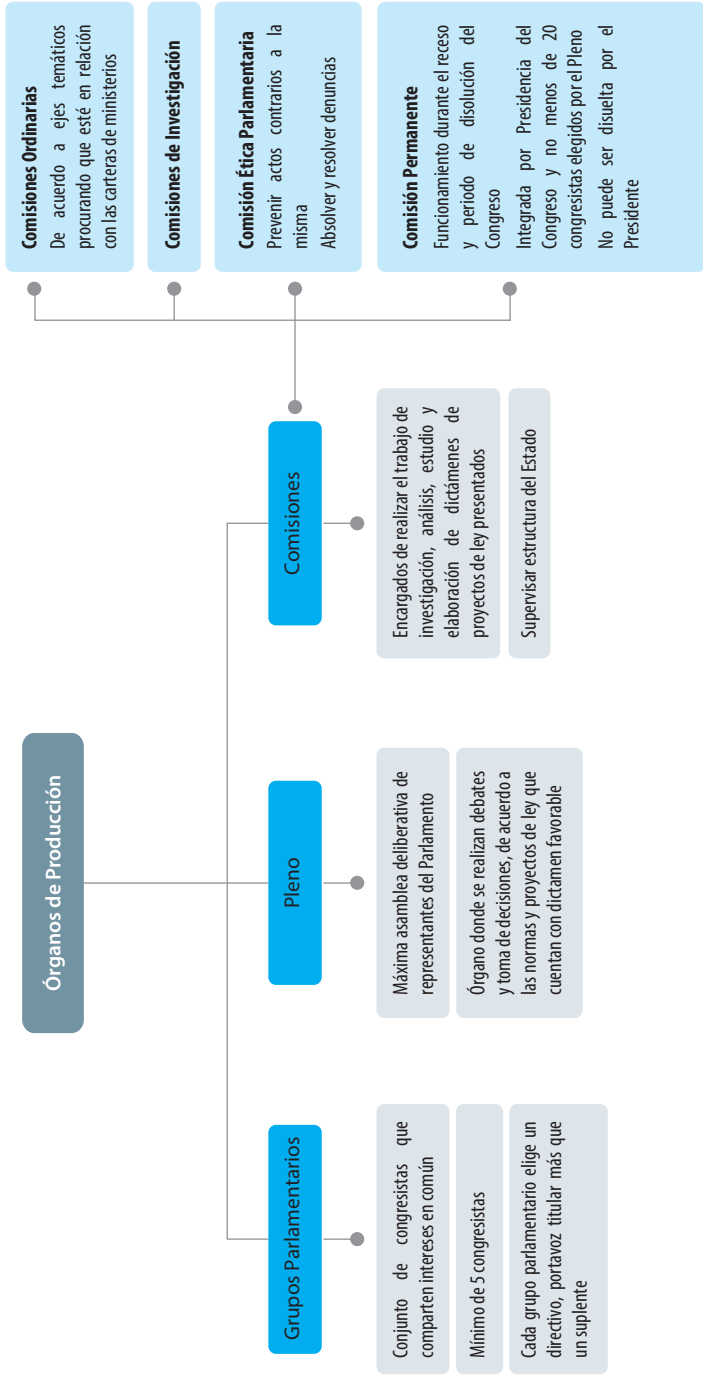 Órganos de Producción
Grupos Parlamentarios
Conjunto de congresistas que
comparten intereses en común
Mínimo de 5 congresistas
Cada grupo parlamentario elige un
directivo, portavoz titular más que
un suplente
Pleno
Máxima asamblea deliberativa de
representantes del Parlamento
Órgano donde se realizan debates
y toma de decisiones, de acuerdo a
las normas y proyectos de ley que
cuentan con dictamen favorable
Comisiones
Encargados de realizar el trabajo de
investigación, análisis, estudio y
elaboración de dictámenes de
proyectos de ley presentados
Supervisar estructura del Estado
Comisiones Ordinarias
De acuerdo a ejes temáticos
procurando que esté en relación
con las carteras de ministerios
Comisiones de Investigación
Comisión Ética Parlamentaria
Prevenir actos contrarios a la
misma
Absolver y resolver denuncias
Comisión Permanente
Funcionamiento durante el receso
y periodo de disolución del
Congreso
Integrada por Presidencia del
Congreso y no menos de 20
congresistas elegidos por el Pleno
No puede ser disuelta por el
Presidente